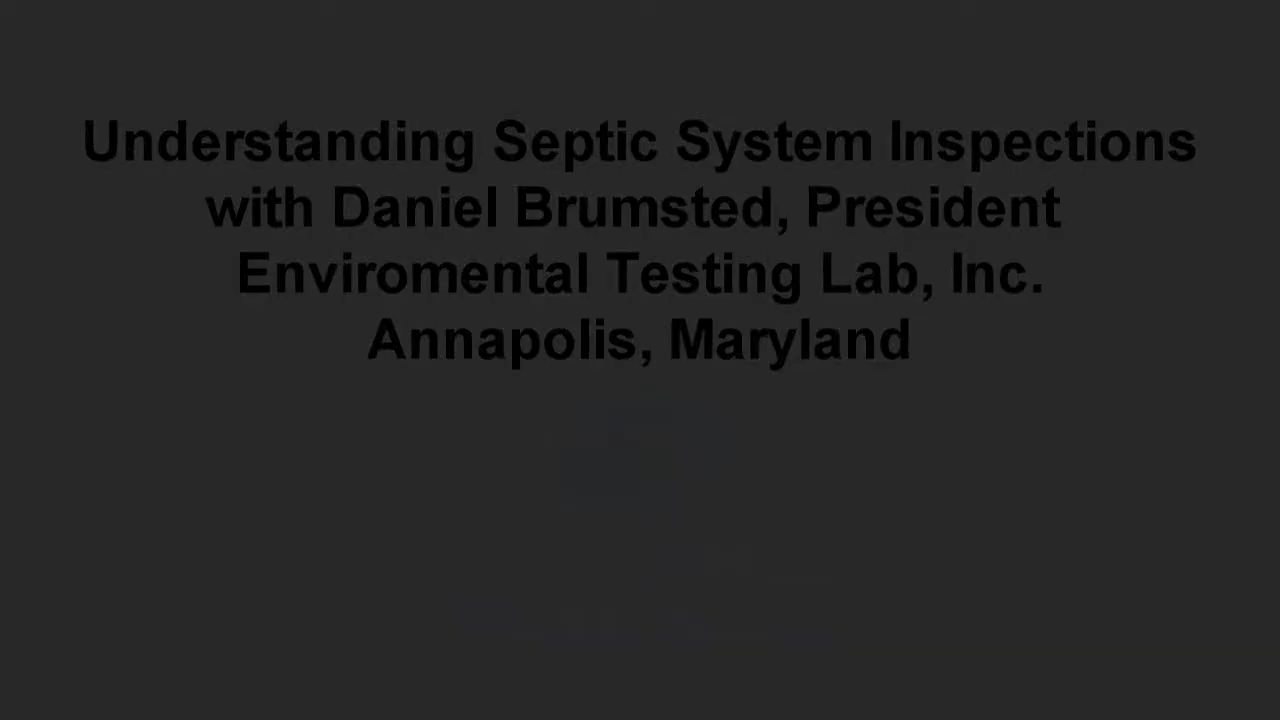 Understanding Septic System Inspections
with Daniel Brumsted, President
Enviromental Testing Lab, Inc.
Annapolis, Maryland